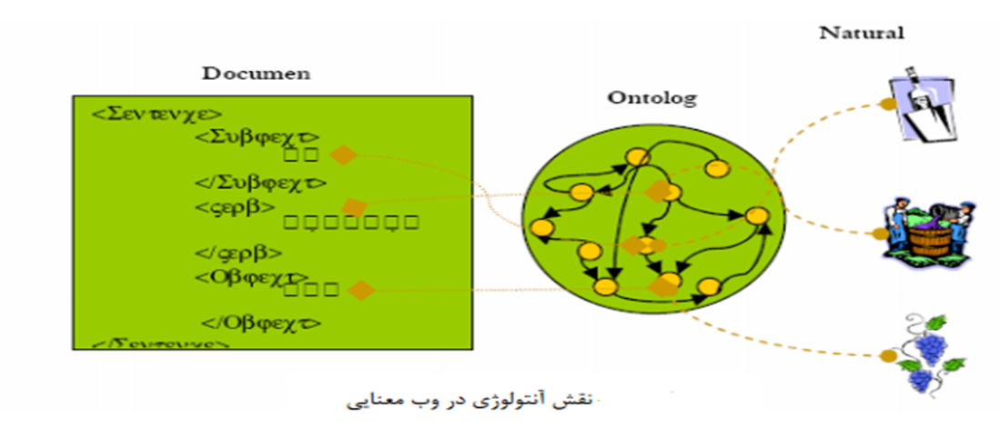 Natural
Documen
Ontolog
<Σεντενχε>
<Συβφεχτ>
</Συβφεχτ>
<ςερβ>
</ςερβ>
<Οβφεχτ>
</Οβφεχτ>
نقش آنتولوژی در وب معنایی